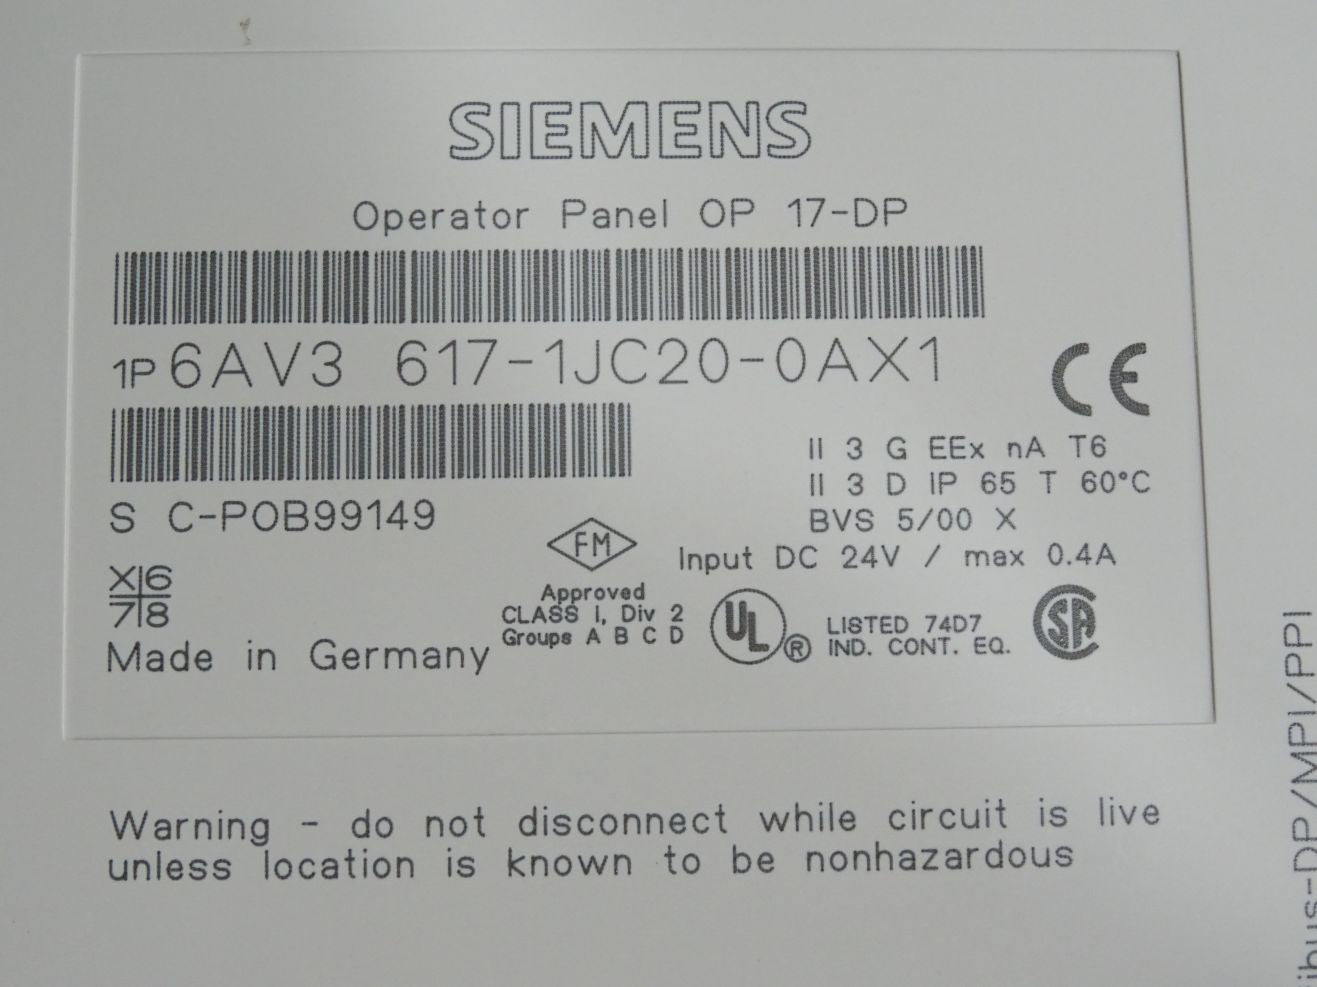 SIEMENS
Operator Panel OP 17-DP
1P 6AV3 617-1JC20-0AX1
CE
S C-POB99149
II 3 G EEx nA T6
II 3 D IP 65 T 60°C
BVS 5/00 X
Input DC 24V / max 0.4A
X 6
7 8
Made in Germany
FM
Approved
CLASS I, Div 2
Groups A B C D
UL ®
LISTED 74D7
IND. CONT. EQ.
SA
Warning - do not disconnect while circuit is live
unless location is known to be nonhazardous
ibus-DP/MPI/PPI